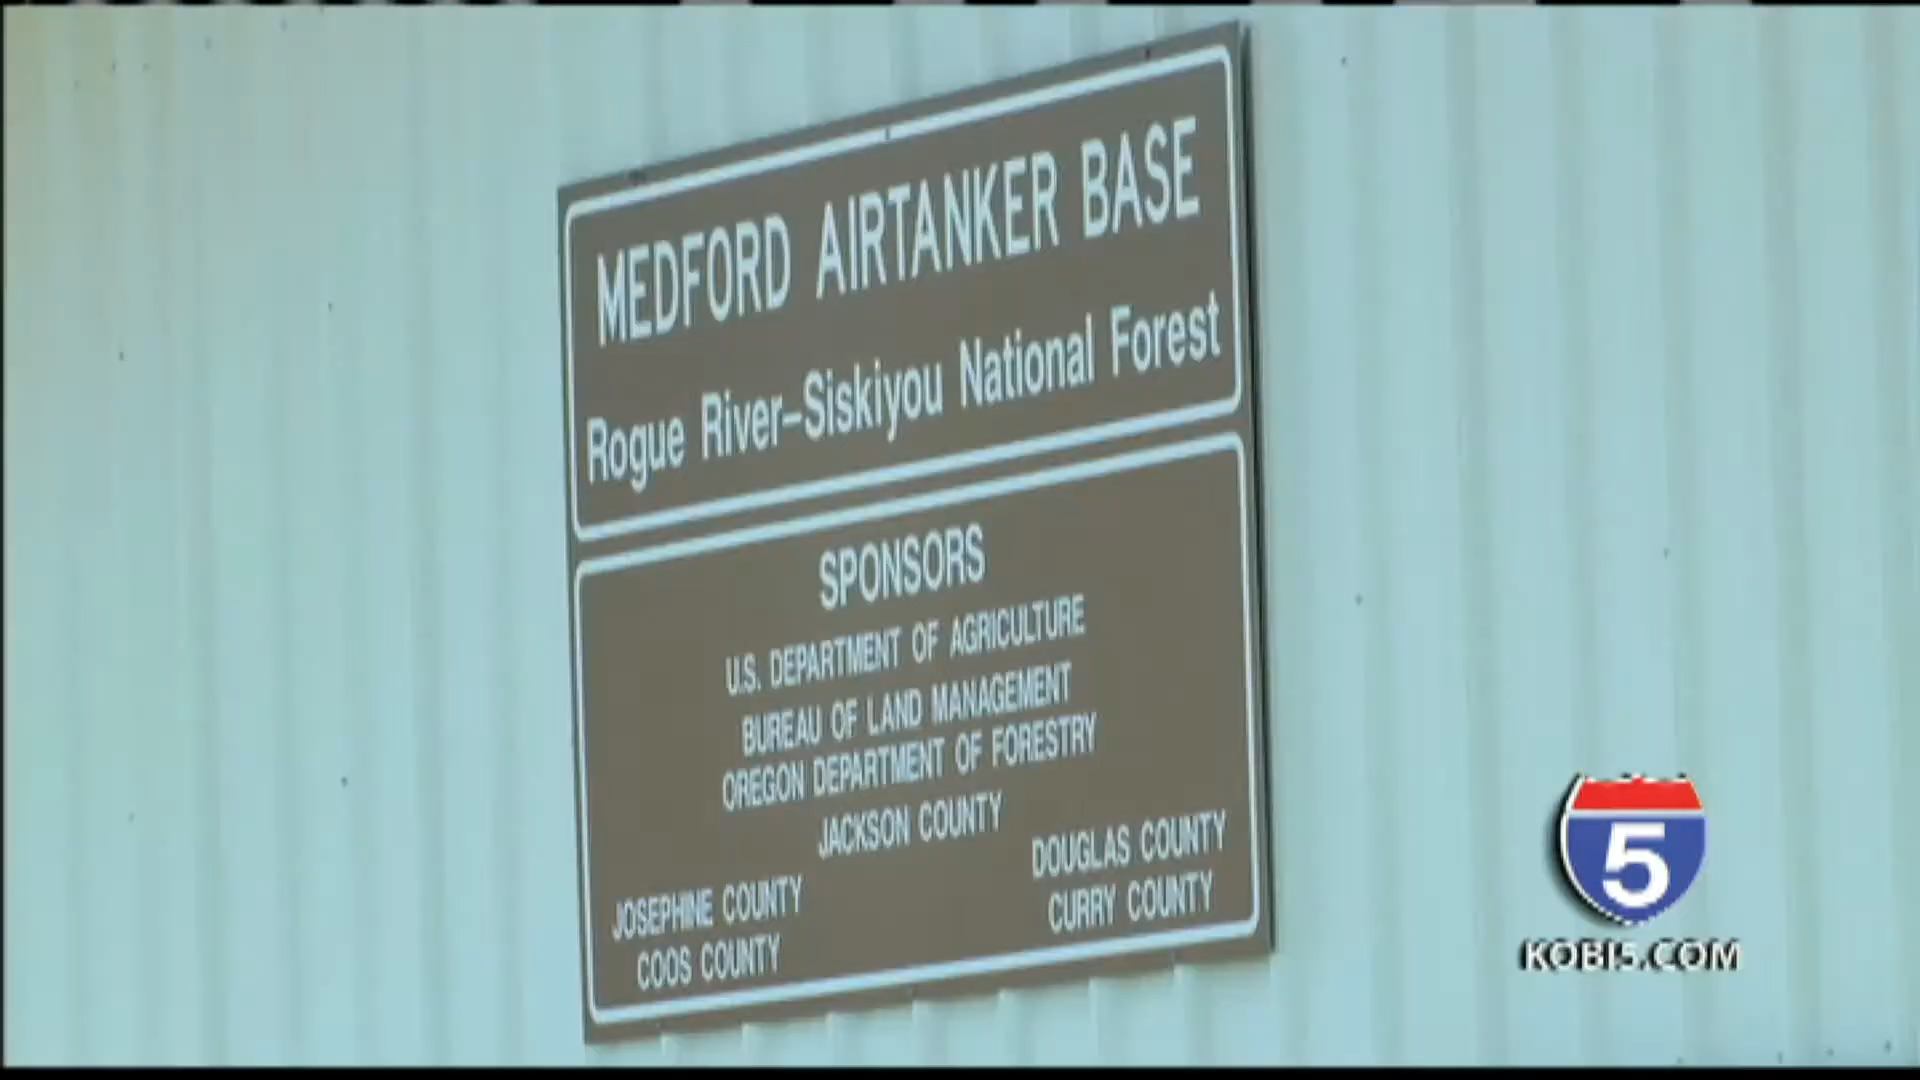 MEDFORD AIRTANKER BASE
Rogue River-Siskiyou National Forest
SPONSORS
U.S. DEPARTMENT OF AGRICULTURE
BUREAU OF LAND MANAGEMENT
OREGON DEPARTMENT OF FORESTRY
JACKSON COUNTY
JOSEPHINE COUNTY
COOS COUNTY
DOUGLAS COUNTY
CURRY COUNTY
5
KOBI5.COM